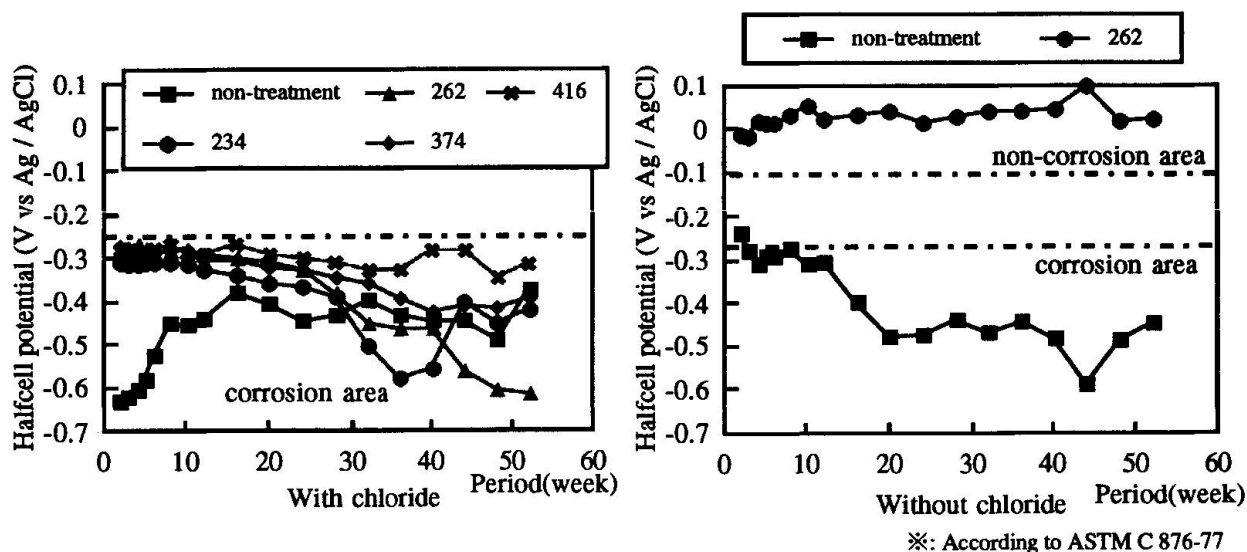 non-treatment 262 416
234 374
Halfcell potential (V vs Ag / AgCl)
0.1
0
-0.1
-0.2
-0.3
-0.4
-0.5
-0.6
-0.7
corrosion area
0 10 20 30 40 50 60
With chloride
Period(week)
non-treatment 262
Halfcell potential (V vs Ag / AgCl)
0.1
0
-0.1
-0.2
-0.3
-0.4
-0.5
-0.6
-0.7
non-corrosion area
corrosion area
0 10 20 30 40 50 60
Without chloride
Period(week)
※: According to ASTM C 876-77